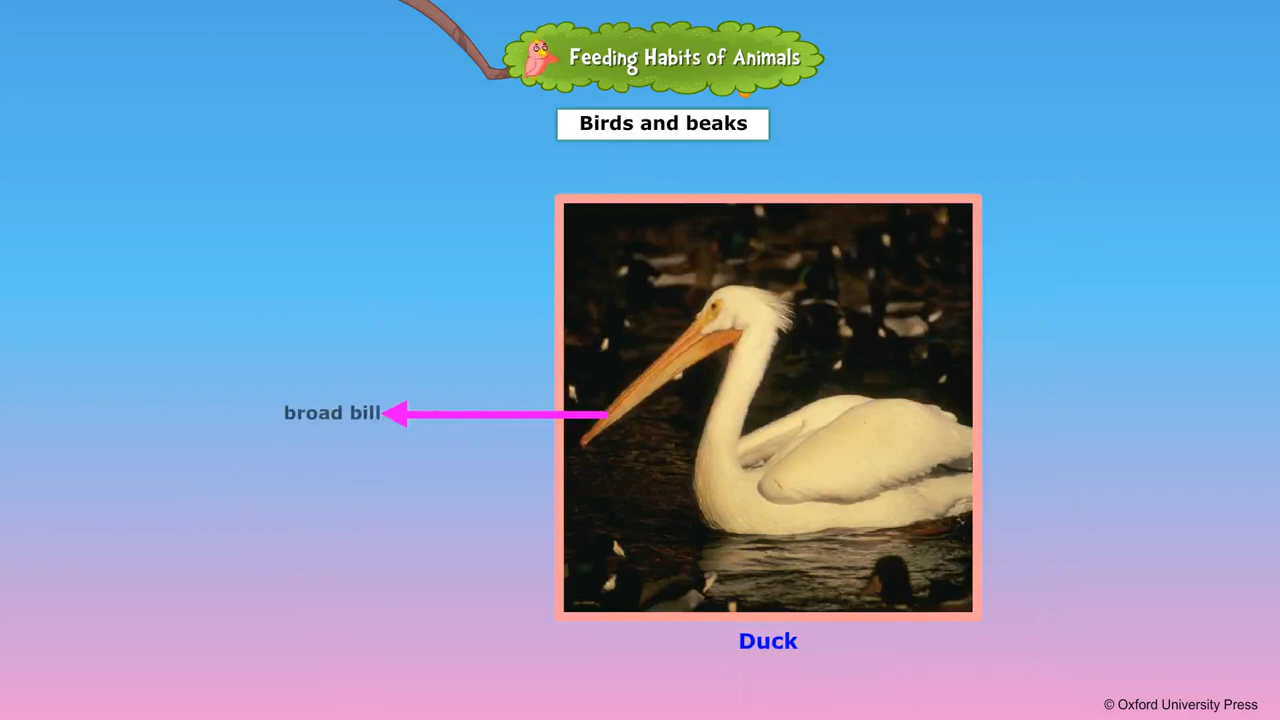 Feeding Habits of Animals
Birds and beaks
broad bill
Duck
© Oxford University Press